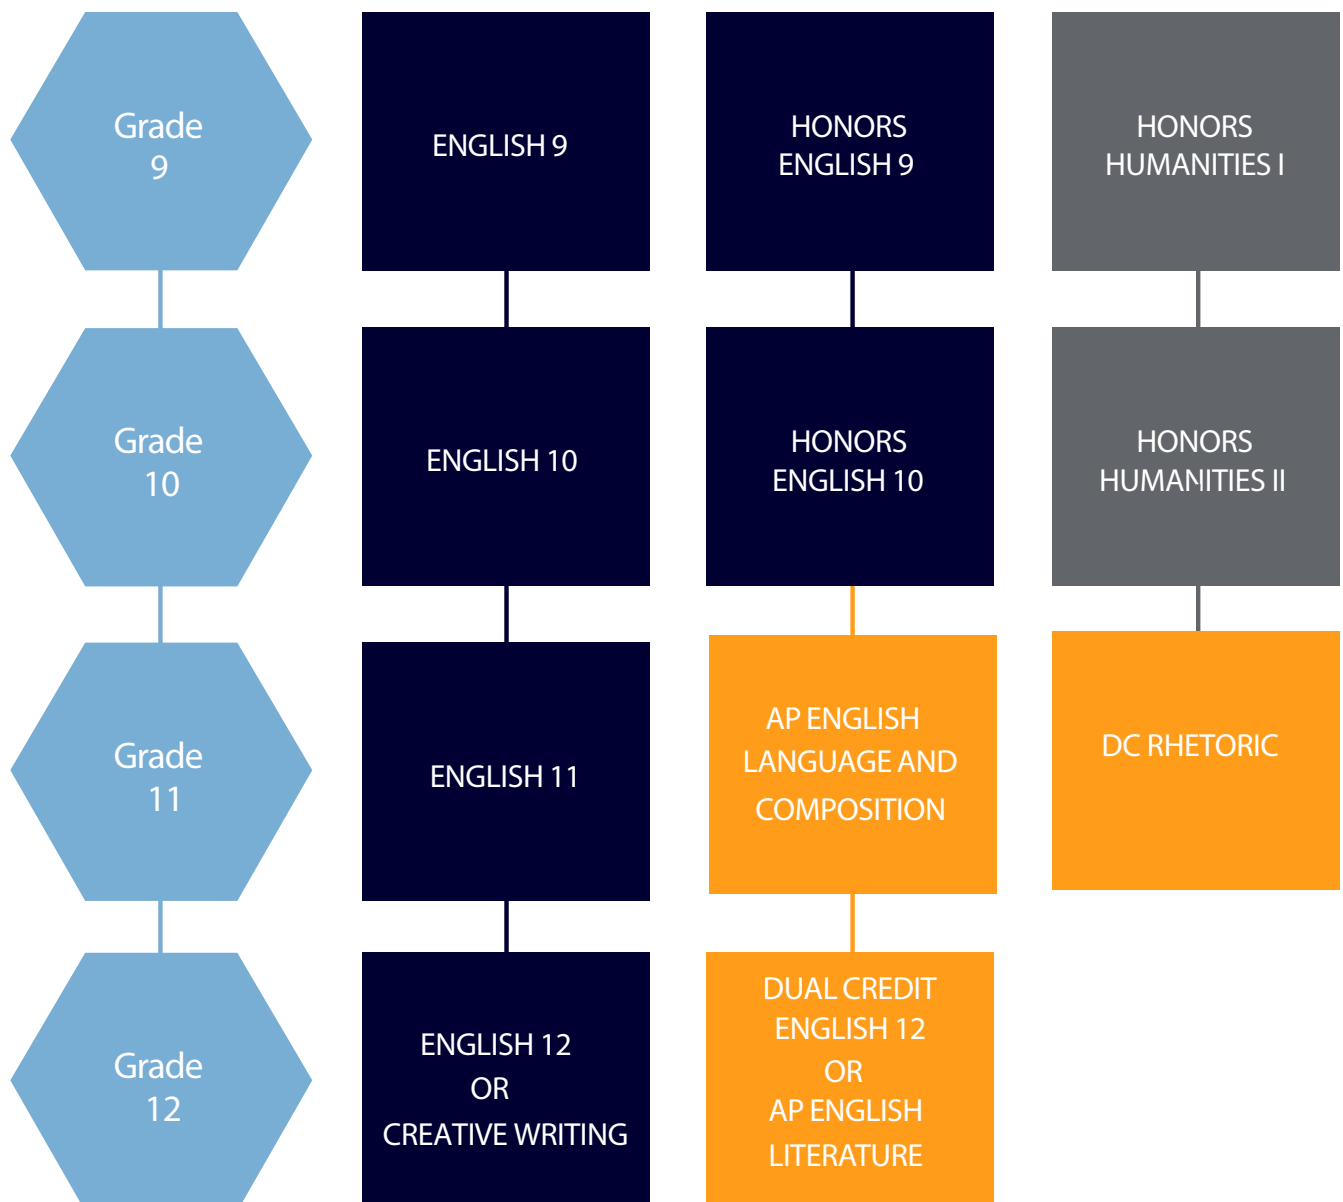 Grade
9
ENGLISH 9
HONORS
ENGLISH 9
HONORS
HUMANITIES I
Grade
10
ENGLISH 10
HONORS
ENGLISH 10
HONORS
HUMANITIES II
Grade
11
ENGLISH 11
AP ENGLISH
LANGUAGE AND
COMPOSITION
DC RHETORIC
Grade
12
ENGLISH 12
OR
CREATIVE WRITING
DUAL CREDIT
ENGLISH 12
OR
AP ENGLISH
LITERATURE